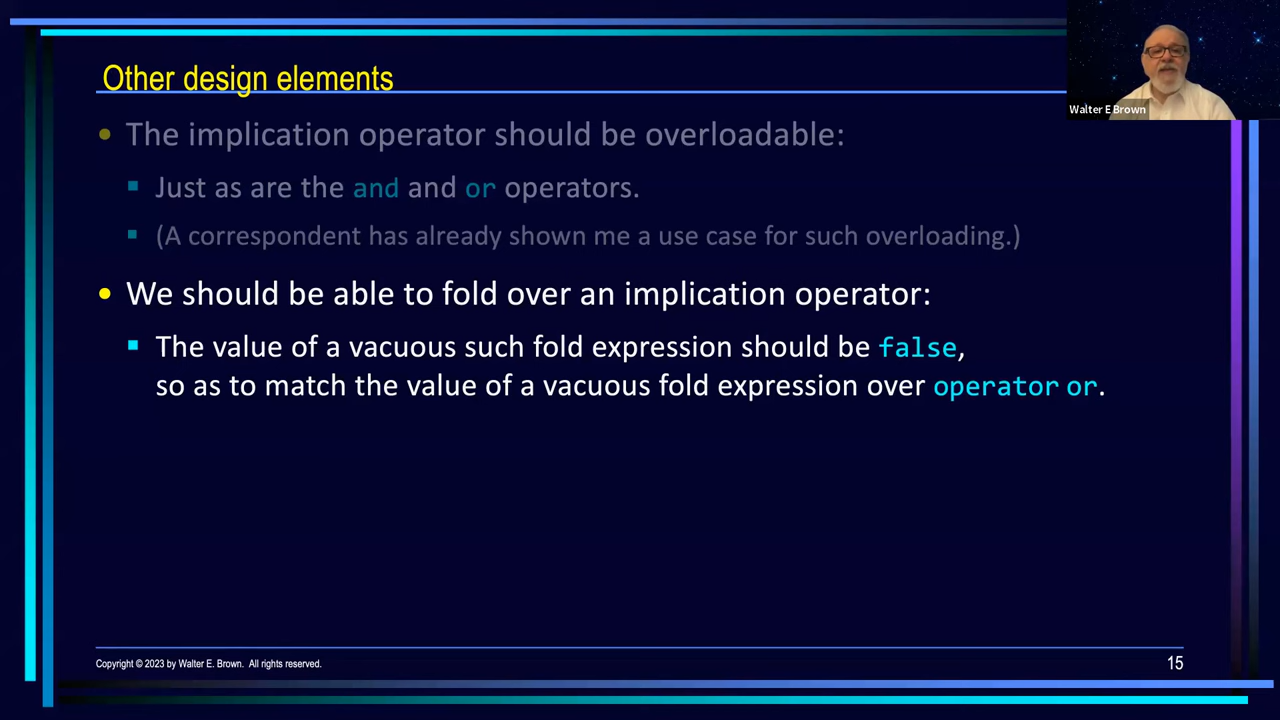 Other design elements
Walter E Brown
• The implication operator should be overloadable:
▪ Just as are the and and or operators.
▪ (A correspondent has already shown me a use case for such overloading.)
• We should be able to fold over an implication operator:
▪ The value of a vacuous such fold expression should be false,
so as to match the value of a vacuous fold expression over operator or.
Copyright © 2023 by Walter E. Brown. All rights reserved.
15